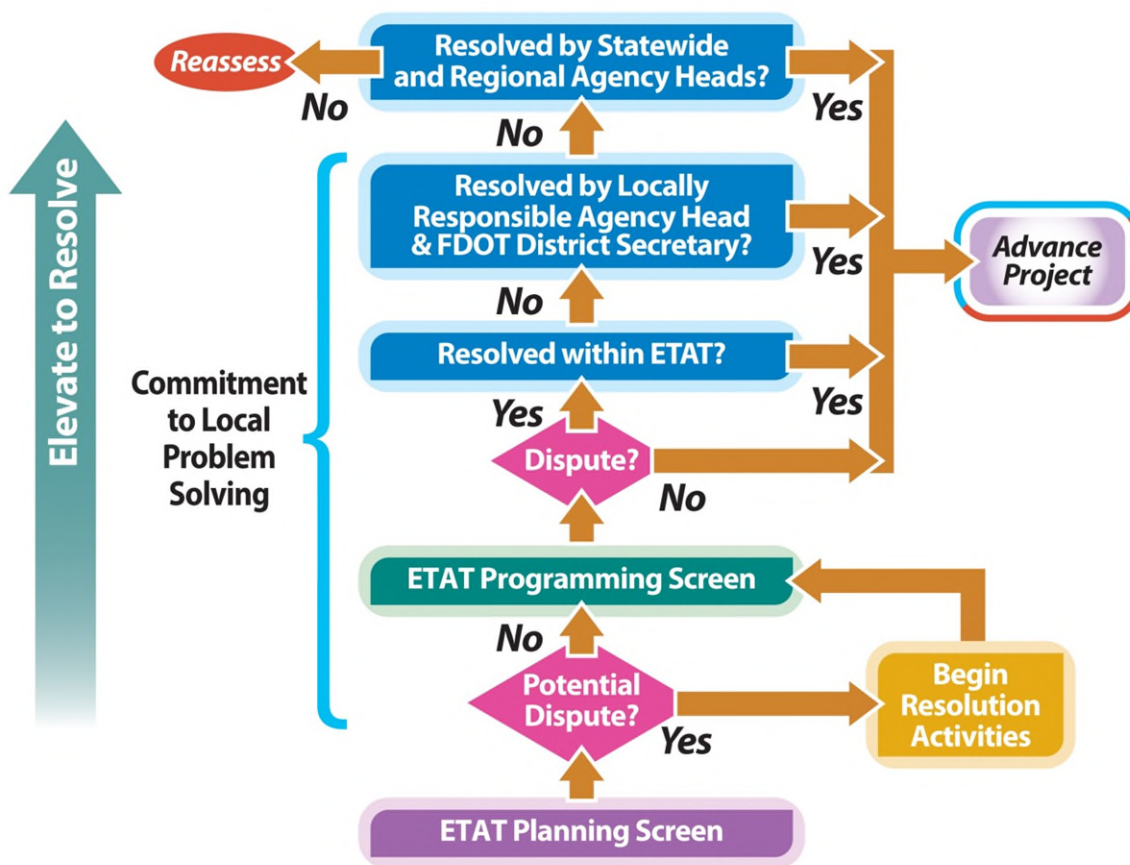 Reassess
No
Resolved by Statewide
and Regional Agency Heads?
Yes
No
Resolved by Locally
Responsible Agency Head
& FDOT District Secretary?
Yes
No
Advance
Project
Resolved within ETAT?
Yes
Yes
Dispute?
No
Elevate to Resolve
Commitment
to Local
Problem
Solving
ETAT Programming Screen
No
Potential
Dispute?
Yes
Begin
Resolution
Activities
ETAT Planning Screen